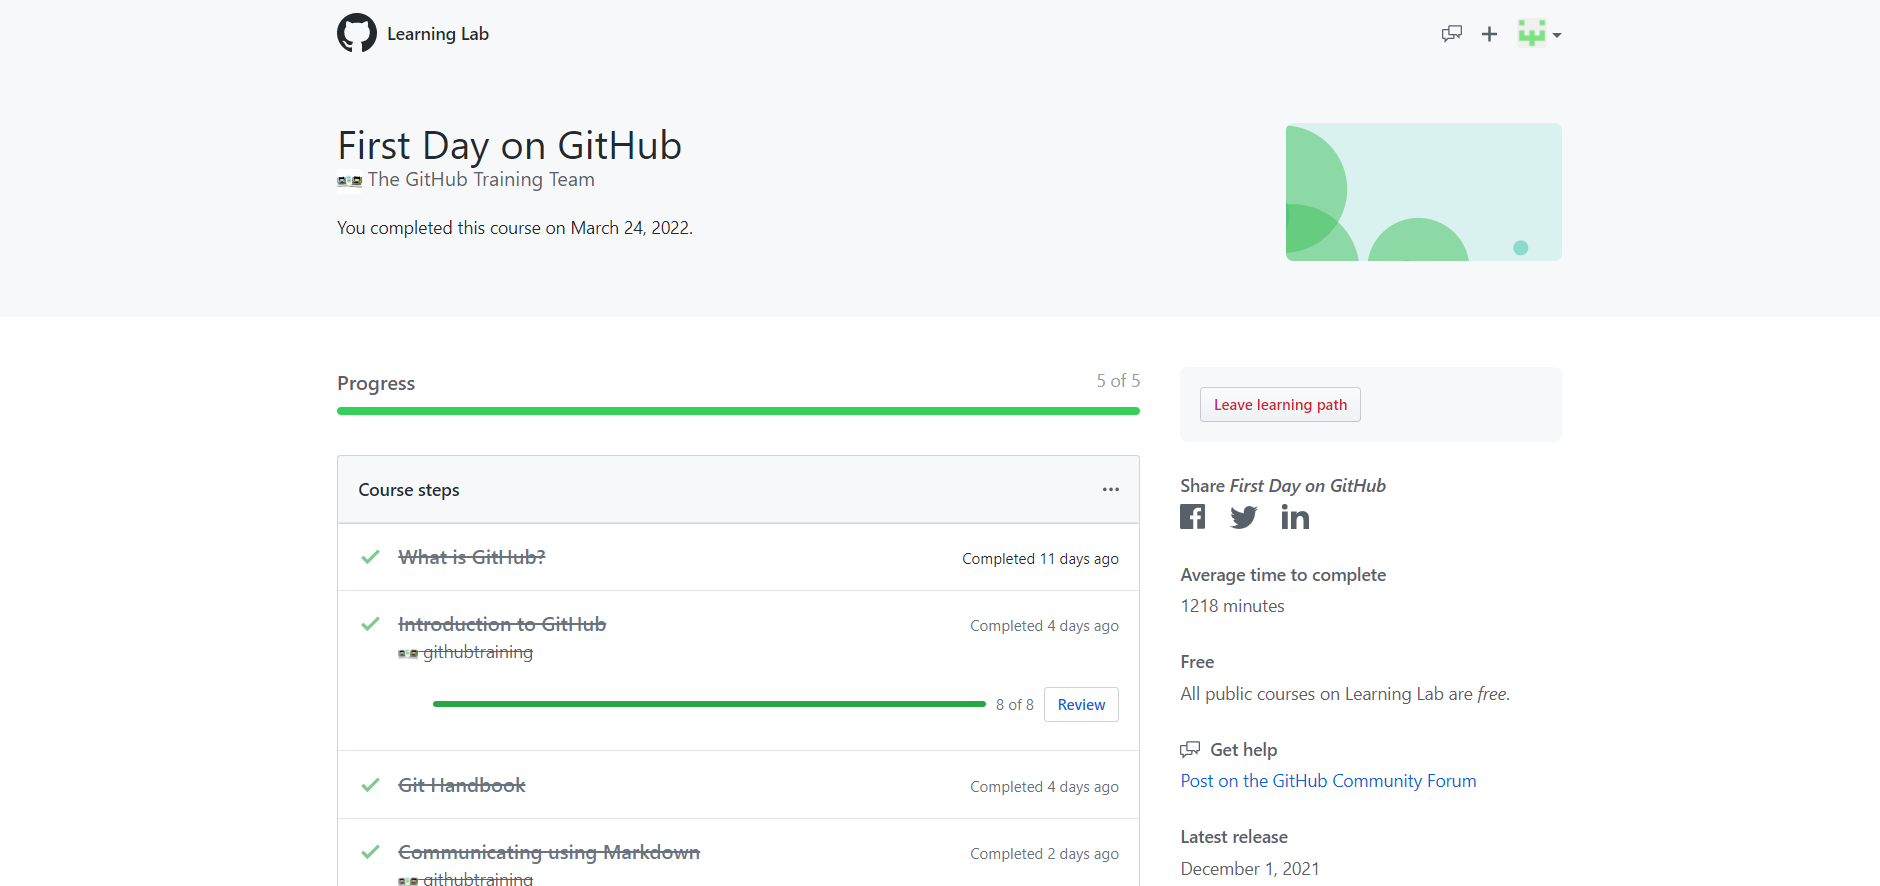 Learning Lab
First Day on GitHub
The GitHub Training Team
You completed this course on March 24, 2022.
Progress
5 of 5
Course steps
What is GitHub?
Completed 11 days ago
Introduction to GitHub
Completed 4 days ago
githubtraining
8 of 8
Review
Git Handbook
Completed 4 days ago
Communicating using Markdown
Completed 2 days ago
githubtraining
Leave learning path
Share First Day on GitHub
Average time to complete
1218 minutes
Free
All public courses on Learning Lab are free.
Get help
Post on the GitHub Community Forum
Latest release
December 1, 2021